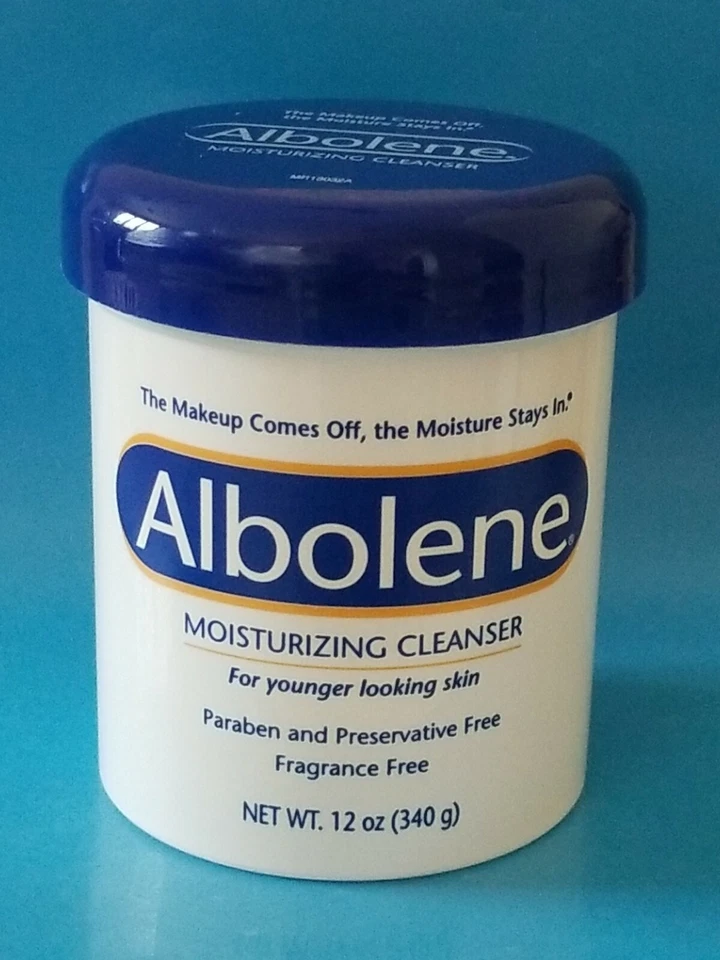 The Makeup Comes Off,
the Moisture Stays In.®
Albolene®
MOISTURIZING CLEANSER
The Makeup Comes Off, the Moisture Stays In.®
Albolene®
MOISTURIZING CLEANSER
For younger looking skin
Paraben and Preservative Free
Fragrance Free
NET WT. 12 oz (340 g)